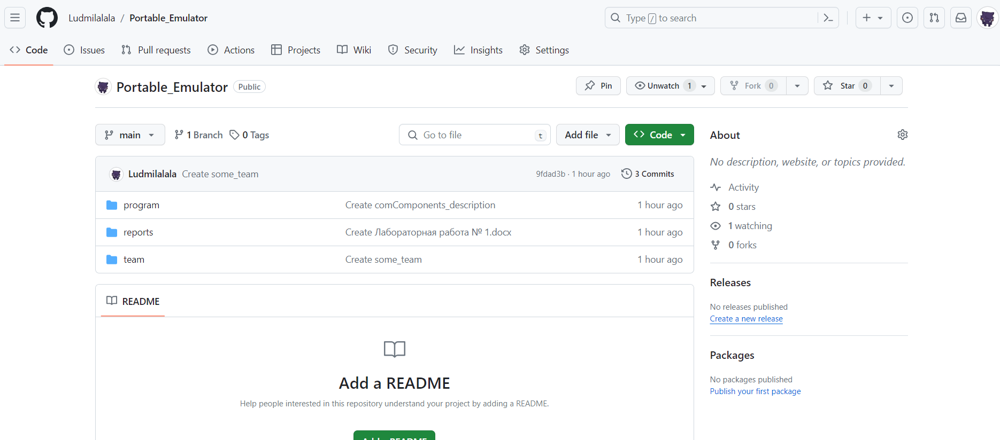 Ludmilalala / Portable_Emulator
Type / to search
Code
Issues
Pull requests
Actions
Projects
Wiki
Security
Insights
Settings
Portable_Emulator
Public
Pin
Unwatch 1
Fork 0
Star 0
main
1 Branch
0 Tags
Go to file
t
Add file
Code
Ludmilalala Create some_team
9fdad3b · 1 hour ago
3 Commits
program
Create comComponents_description
1 hour ago
reports
Create Лабораторная работа № 1.docx
1 hour ago
team
Create some_team
1 hour ago
README
Add a README
Help people interested in this repository understand your project by adding a README.
Add a README
About
No description, website, or topics provided.
Activity
0 stars
1 watching
0 forks
Releases
No releases published
Create a new release
Packages
No packages published
Publish your first package